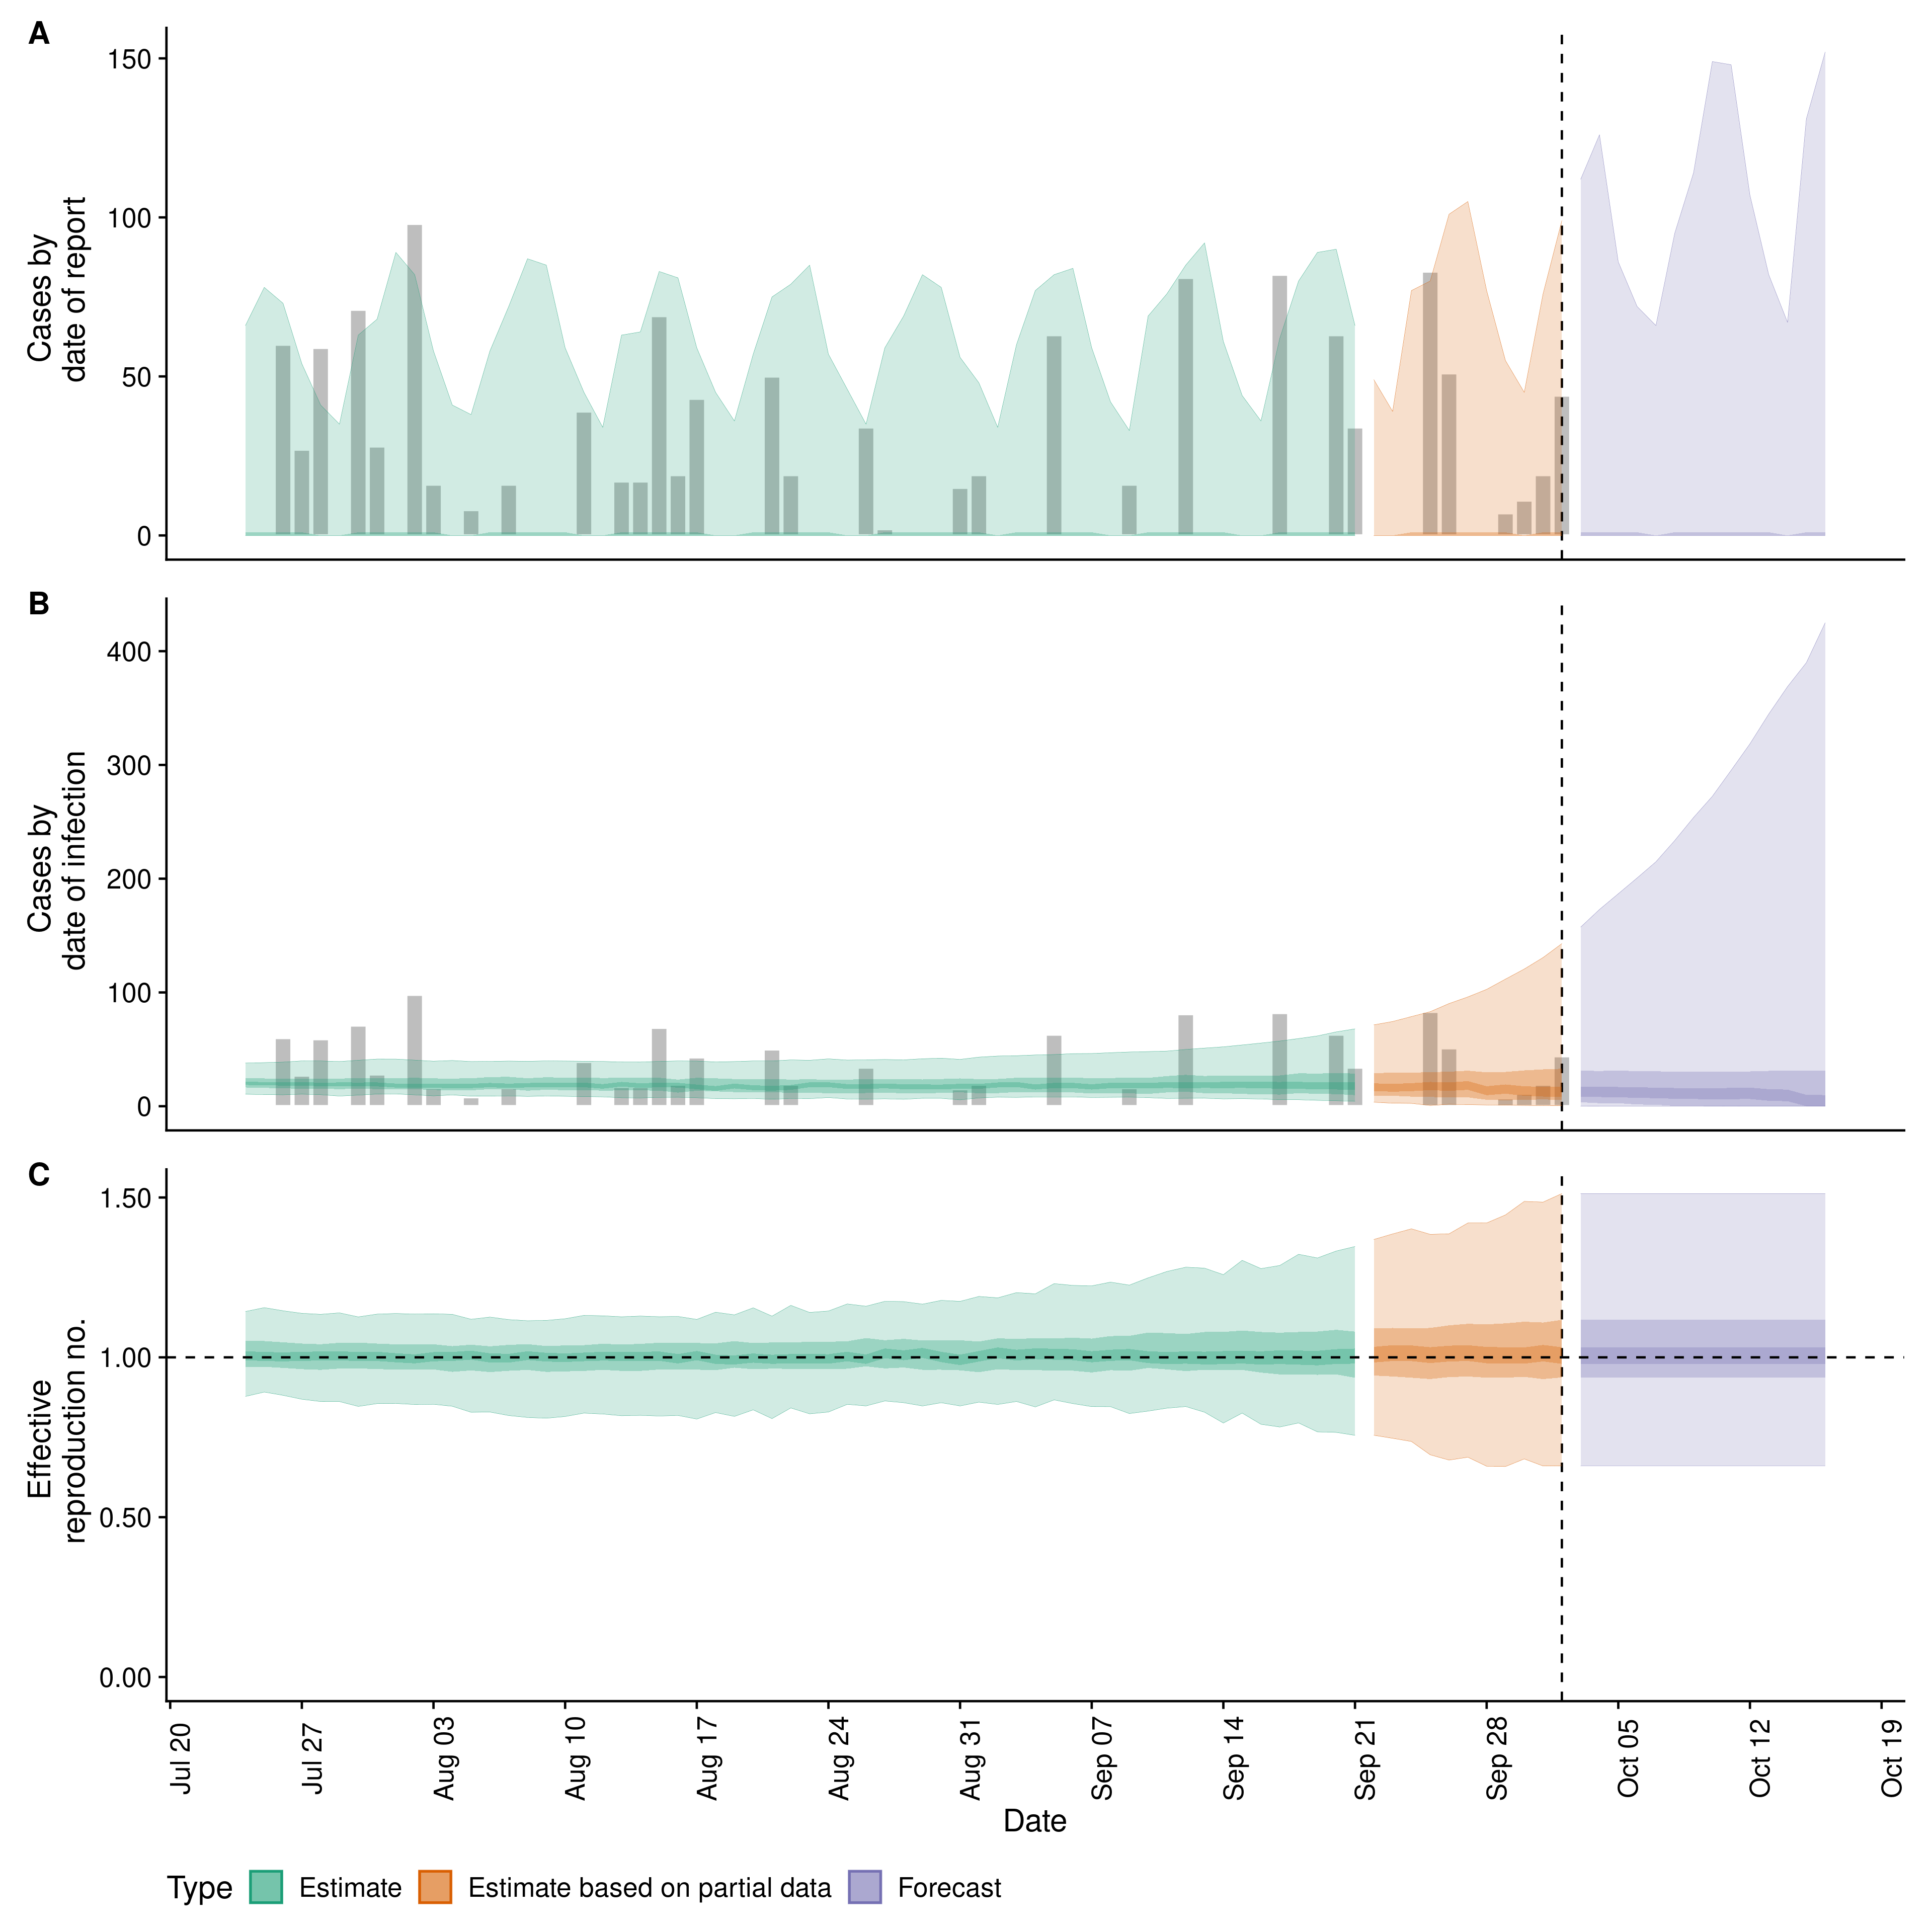 A
150
100
50
0
Cases by
date of report
B
400
300
200
100
0
Cases by
date of infection
C
1.50
1.00
0.50
0.00
Effective
reproduction no.
Jul 20
Jul 27
Aug 03
Aug 10
Aug 17
Aug 24
Aug 31
Sep 07
Sep 14
Sep 21
Sep 28
Oct 05
Oct 12
Oct 19
Date
Type Estimate Estimate based on partial data Forecast